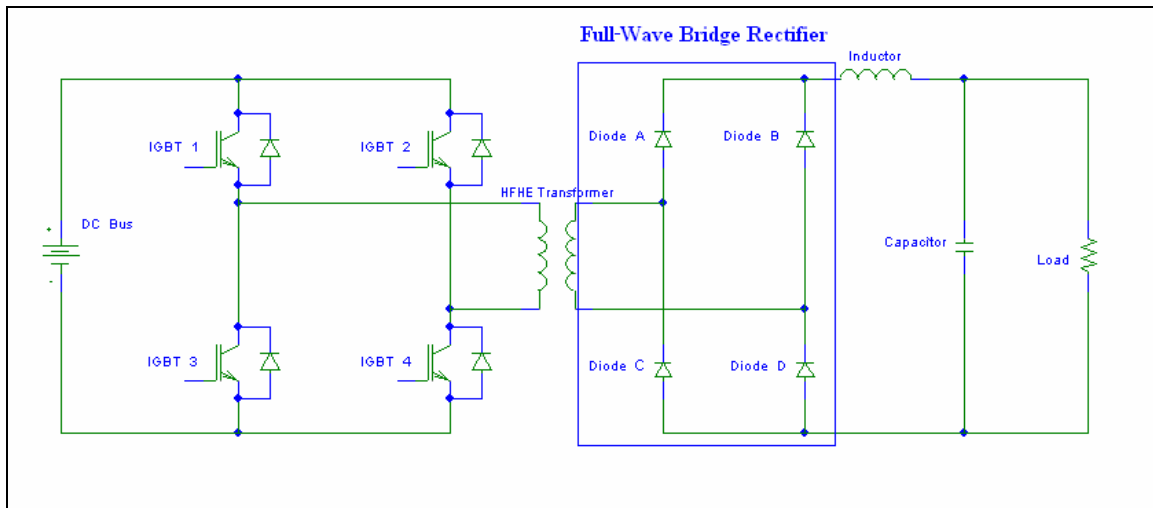 Full-Wave Bridge Rectifier
Inductor
Diode A
Diode B
IGBT 1
IGBT 2
HFHE Transformer
DC Bus
+
-
Capacitor
Load
IGBT 3
IGBT 4
Diode C
Diode D